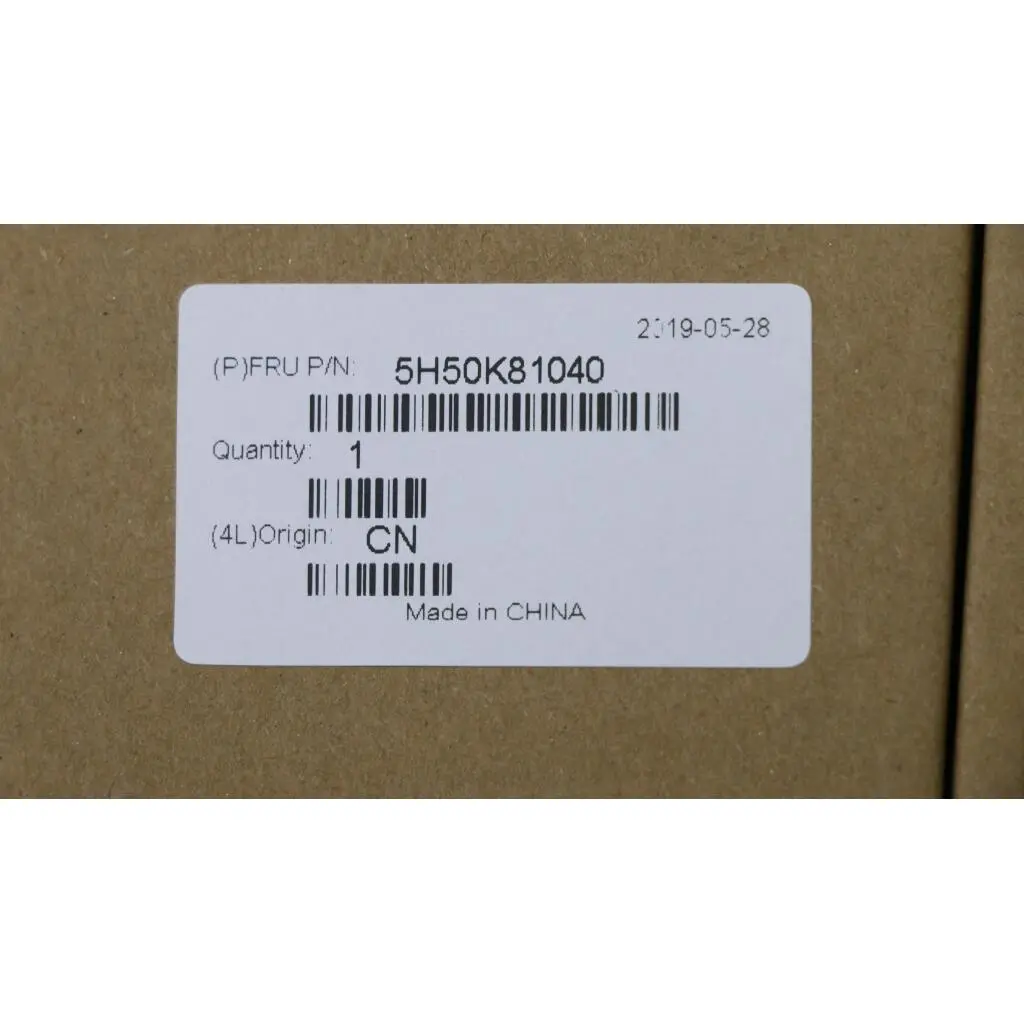 2019-05-28
(P)FRU P/N: 5H50K81040
Quantity: 1
(4L)Origin: CN
Made in CHINA